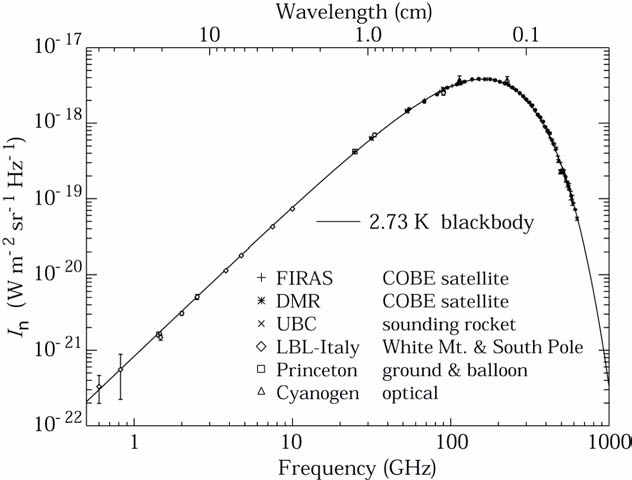 Wavelength (cm)
10 1.0 0.1
10-17
10-18
10-19
10-20
10-21
10-22
In (W m-2 sr-1 Hz-1)
2.73 K blackbody
FIRAS COBE satellite
DMR COBE satellite
UBC sounding rocket
LBL-Italy White Mt. & South Pole
Princeton ground & balloon
Cyanogen optical
1 10 100 1000
Frequency (GHz)